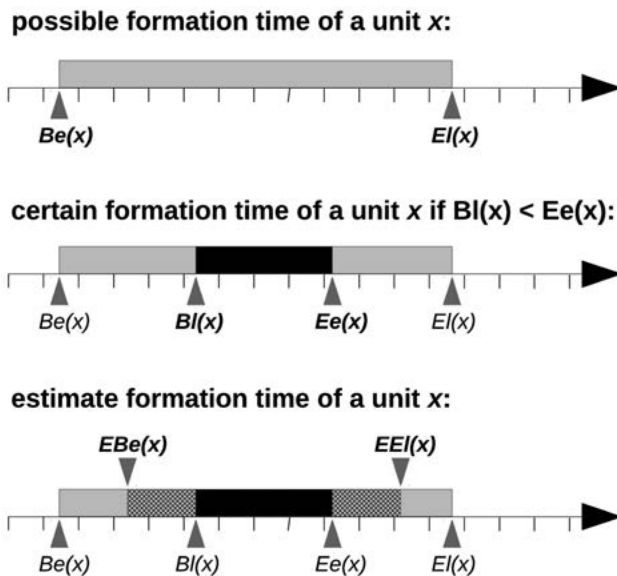 possible formation time of a unit x:
Be(x) El(x)
certain formation time of a unit x if Bl(x) < Ee(x):
Be(x) Bl(x) Ee(x) El(x)
estimate formation time of a unit x:
EBe(x) EEl(x)
Be(x) Bl(x) Ee(x) El(x)